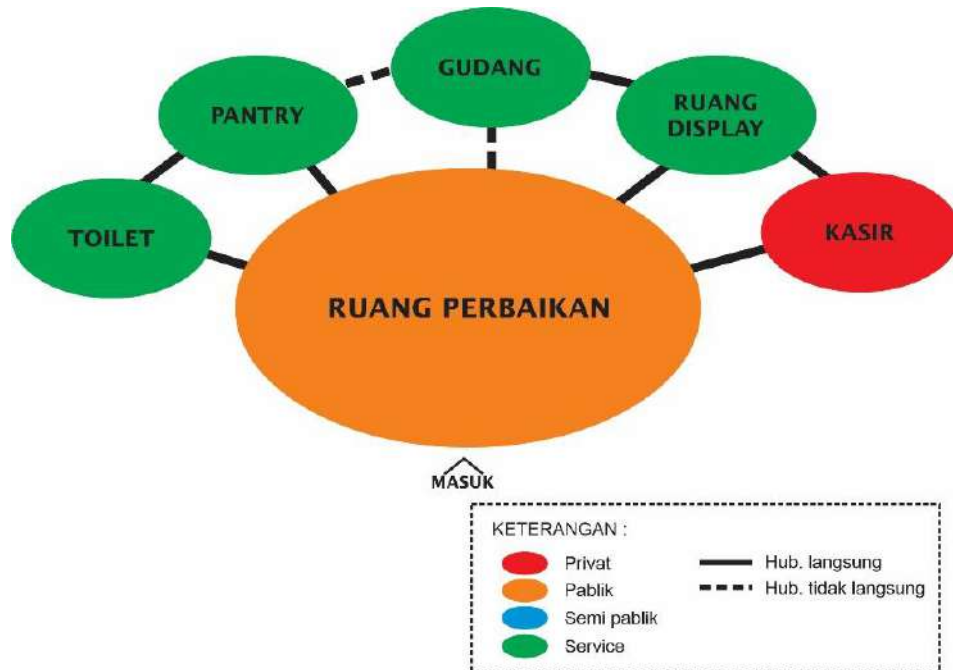 GUDANG
PANTRY
RUANG
DISPLAY
TOILET
KASIR
RUANG PERBAIKAN
MASUK
KETERANGAN :
Privat
Pablik
Semi pablik
Service
Hub. langsung
Hub. tidak langsung